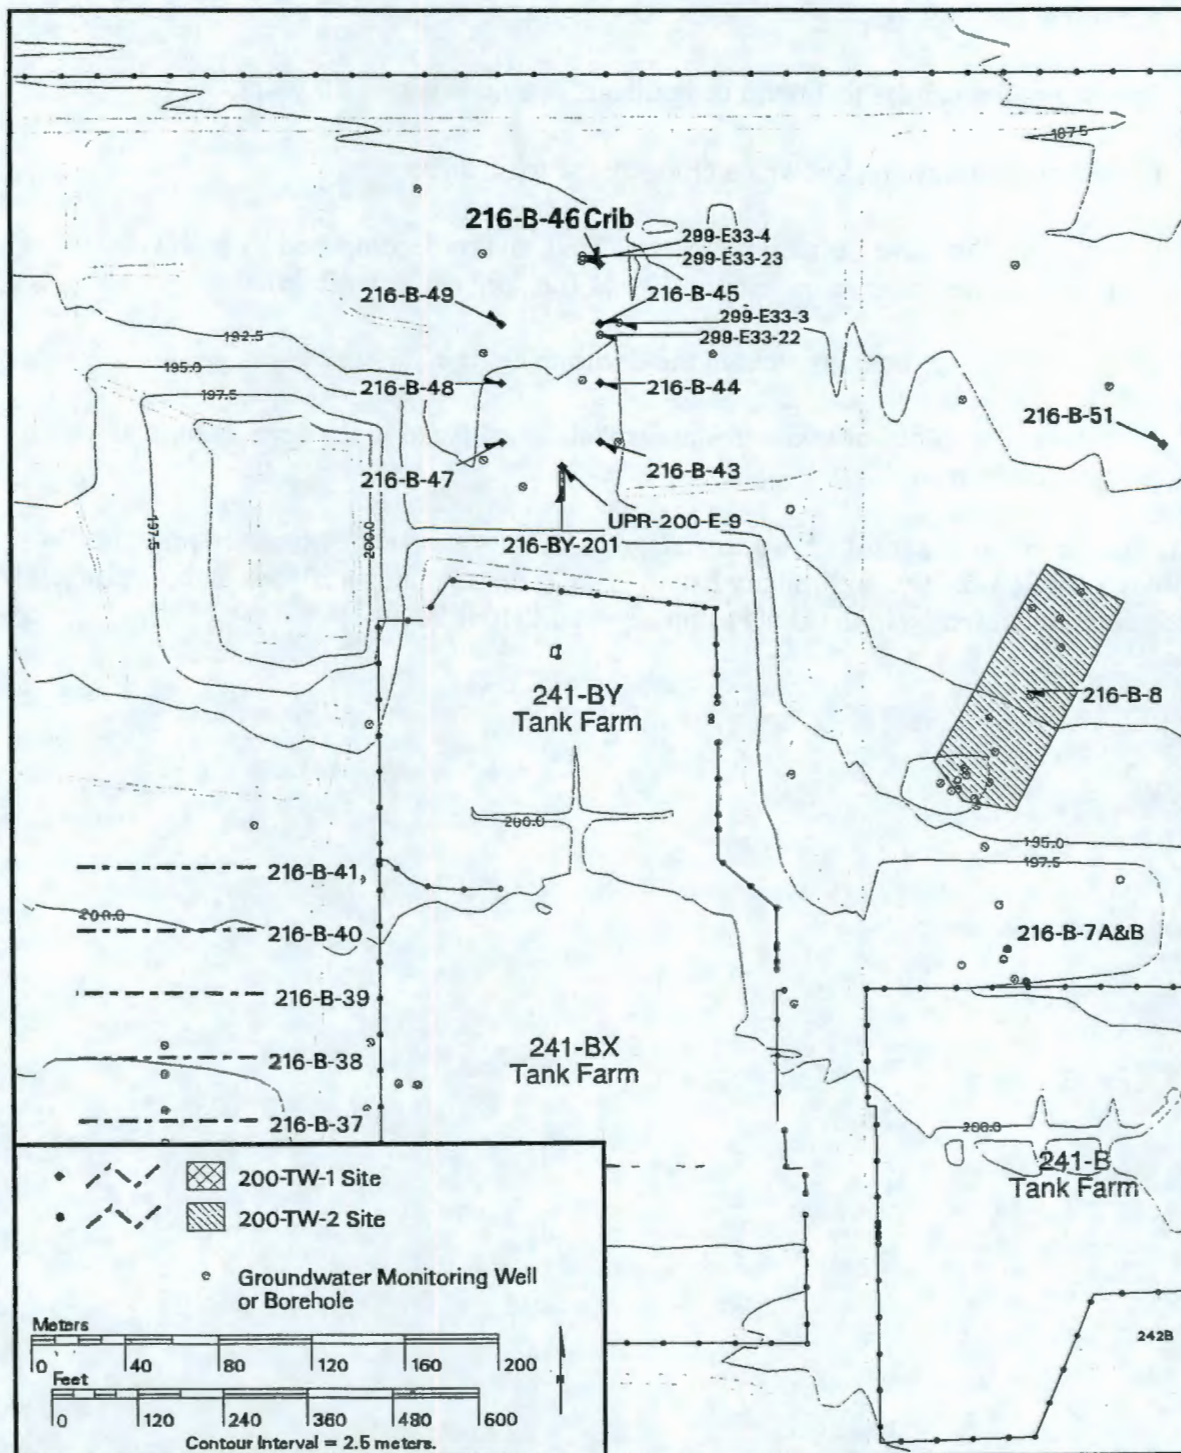 187.5
216-B-46 Crib
299-E33-4
299-E33-23
216-B-49
216-B-45
299-E33-3
299-E33-22
192.5
195.0
197.5
216-B-48
216-B-44
216-B-51
216-B-47
216-B-43
UPR-200-E-9
216-BY-201
197.5
200.0
241-BY
Tank Farm
216-B-8
200.0
195.0
197.5
216-B-41
200.0
216-B-40
216-B-7A&B
216-B-39
216-B-38
241-BX
Tank Farm
216-B-37
200.0
241-B
Tank Farm
200-TW-1 Site
200-TW-2 Site
Groundwater Monitoring Well
or Borehole
Meters
0 40 80 120 160 200
Feet
0 120 240 360 480 600
Contour Interval = 2.5 meters.
242B